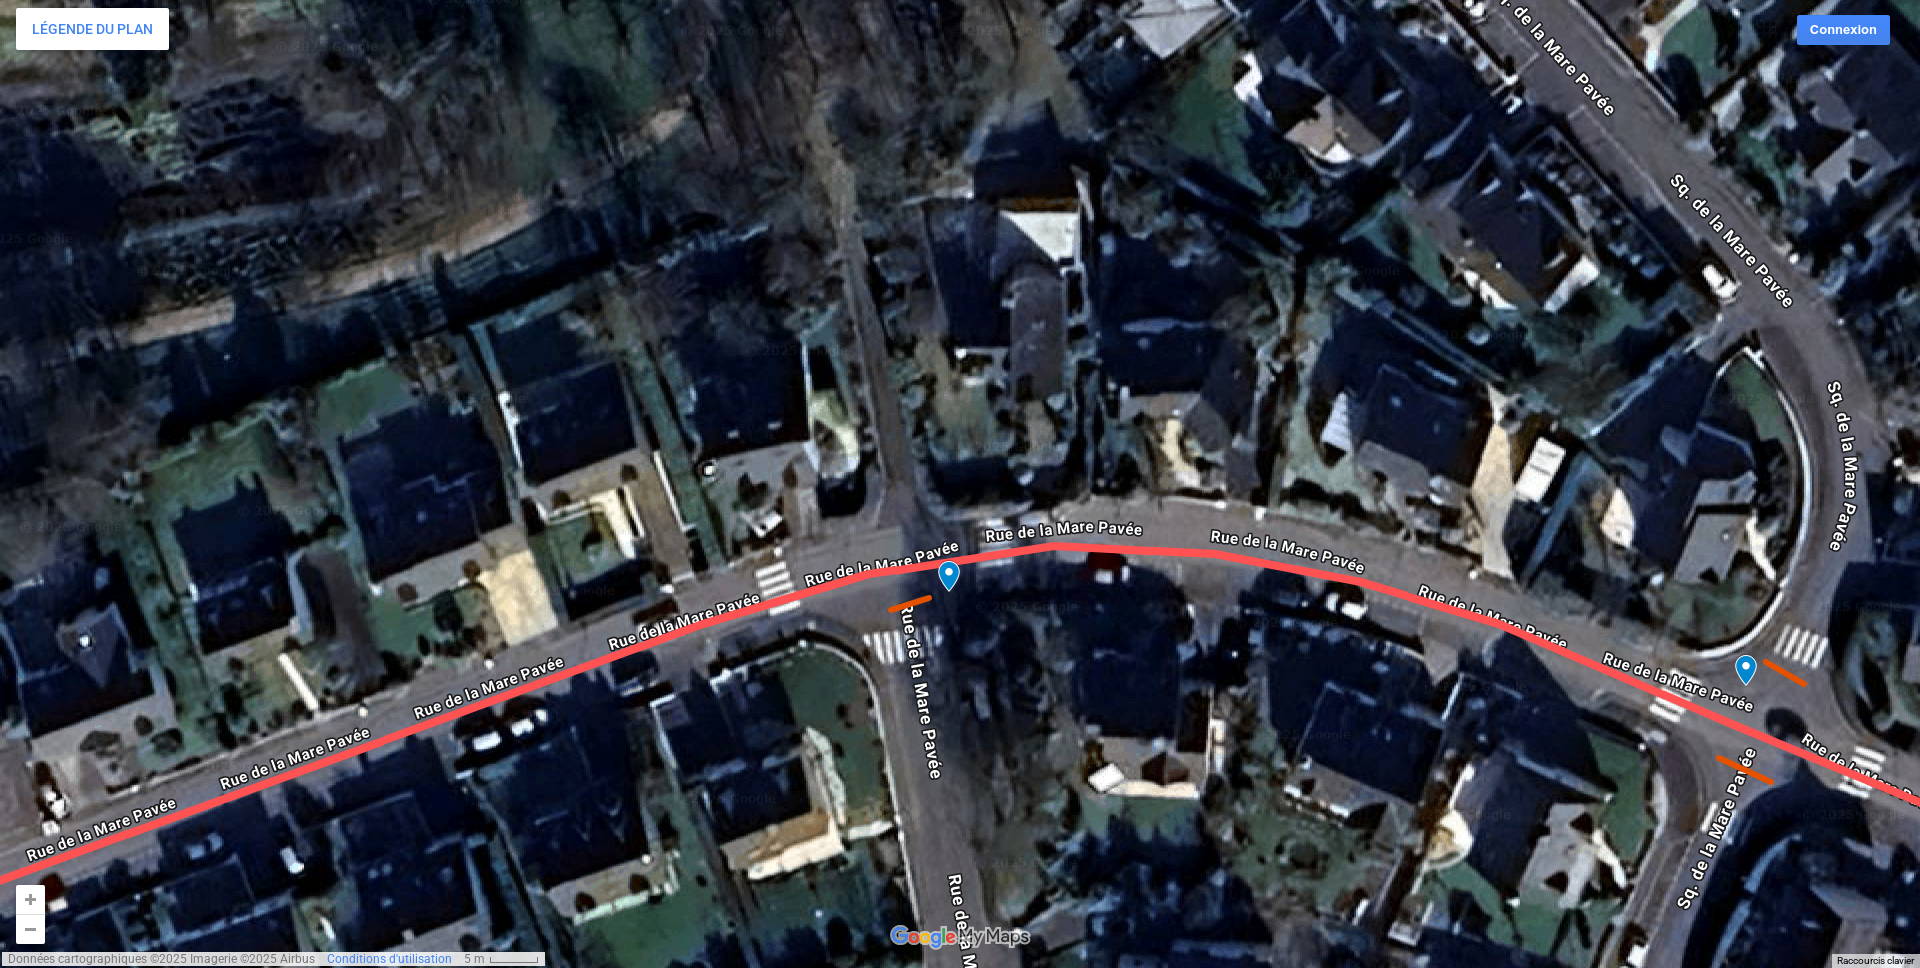 LÉGENDE DU PLAN
Connexion
Sq. de la Mare Pavée
Sq. de la Mare Pavée
Sq. de la Mare Pavée
Rue de la Mare Pavée
Rue de la Mare Pavée
Rue de la Mare Pavée
Rue de la Mare Pavée
Rue de la Mare Pavée
Rue de la Mare Pavée
Rue de la Mare Pavée
Rue de la Mare Pavée
Rue de la Mare Pavée
Rue de la Mare Pavée
Rue de la Mare Pavée
Rue de la Mare P
Sq. de la Mare Pavée
Rue de la M
Google My Maps
Données cartographiques ©2025 Imagerie ©2025 Airbus
Conditions d'utilisation
5 m
Raccourcis clavier